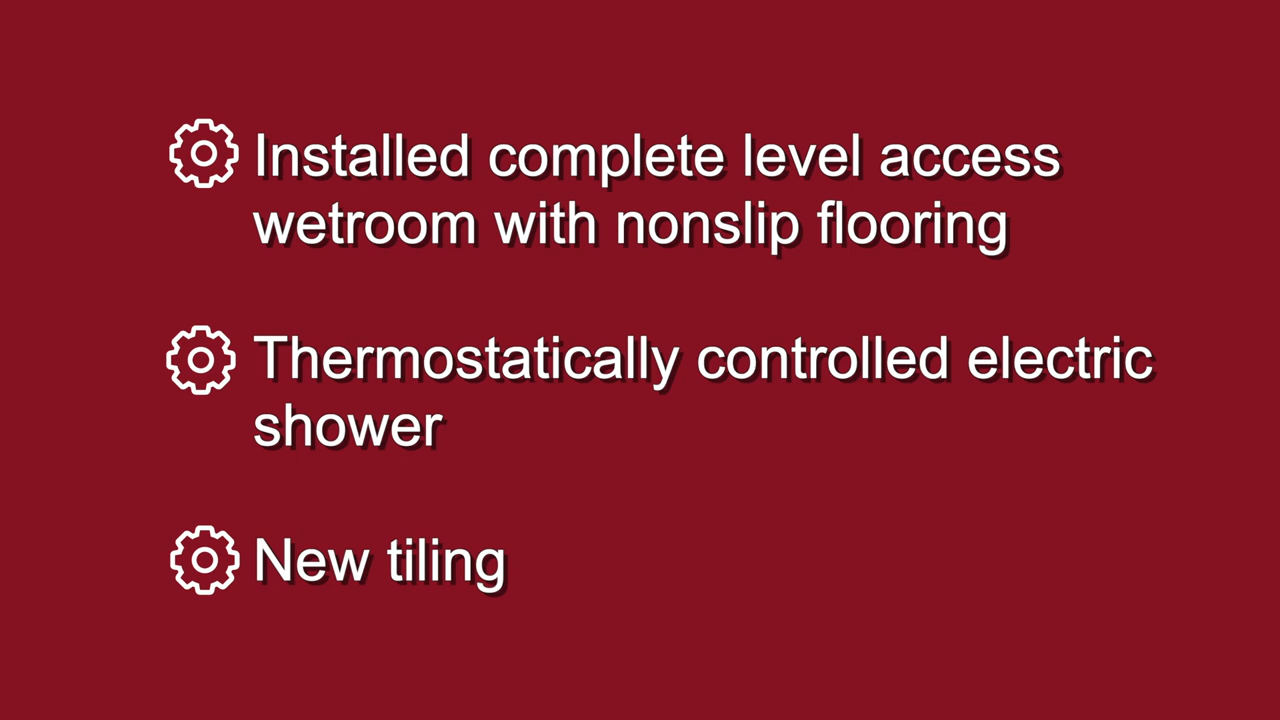 Installed complete level access
wetroom with nonslip flooring
Thermostatically controlled electric
shower
New tiling